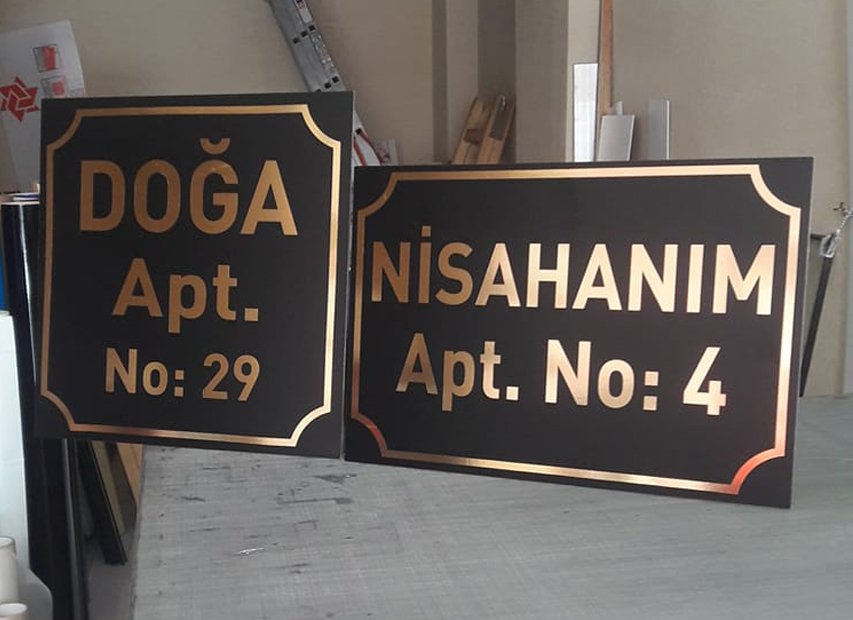 DOĞA
Apt.
No: 29
NİSAHANIM
Apt. No: 4